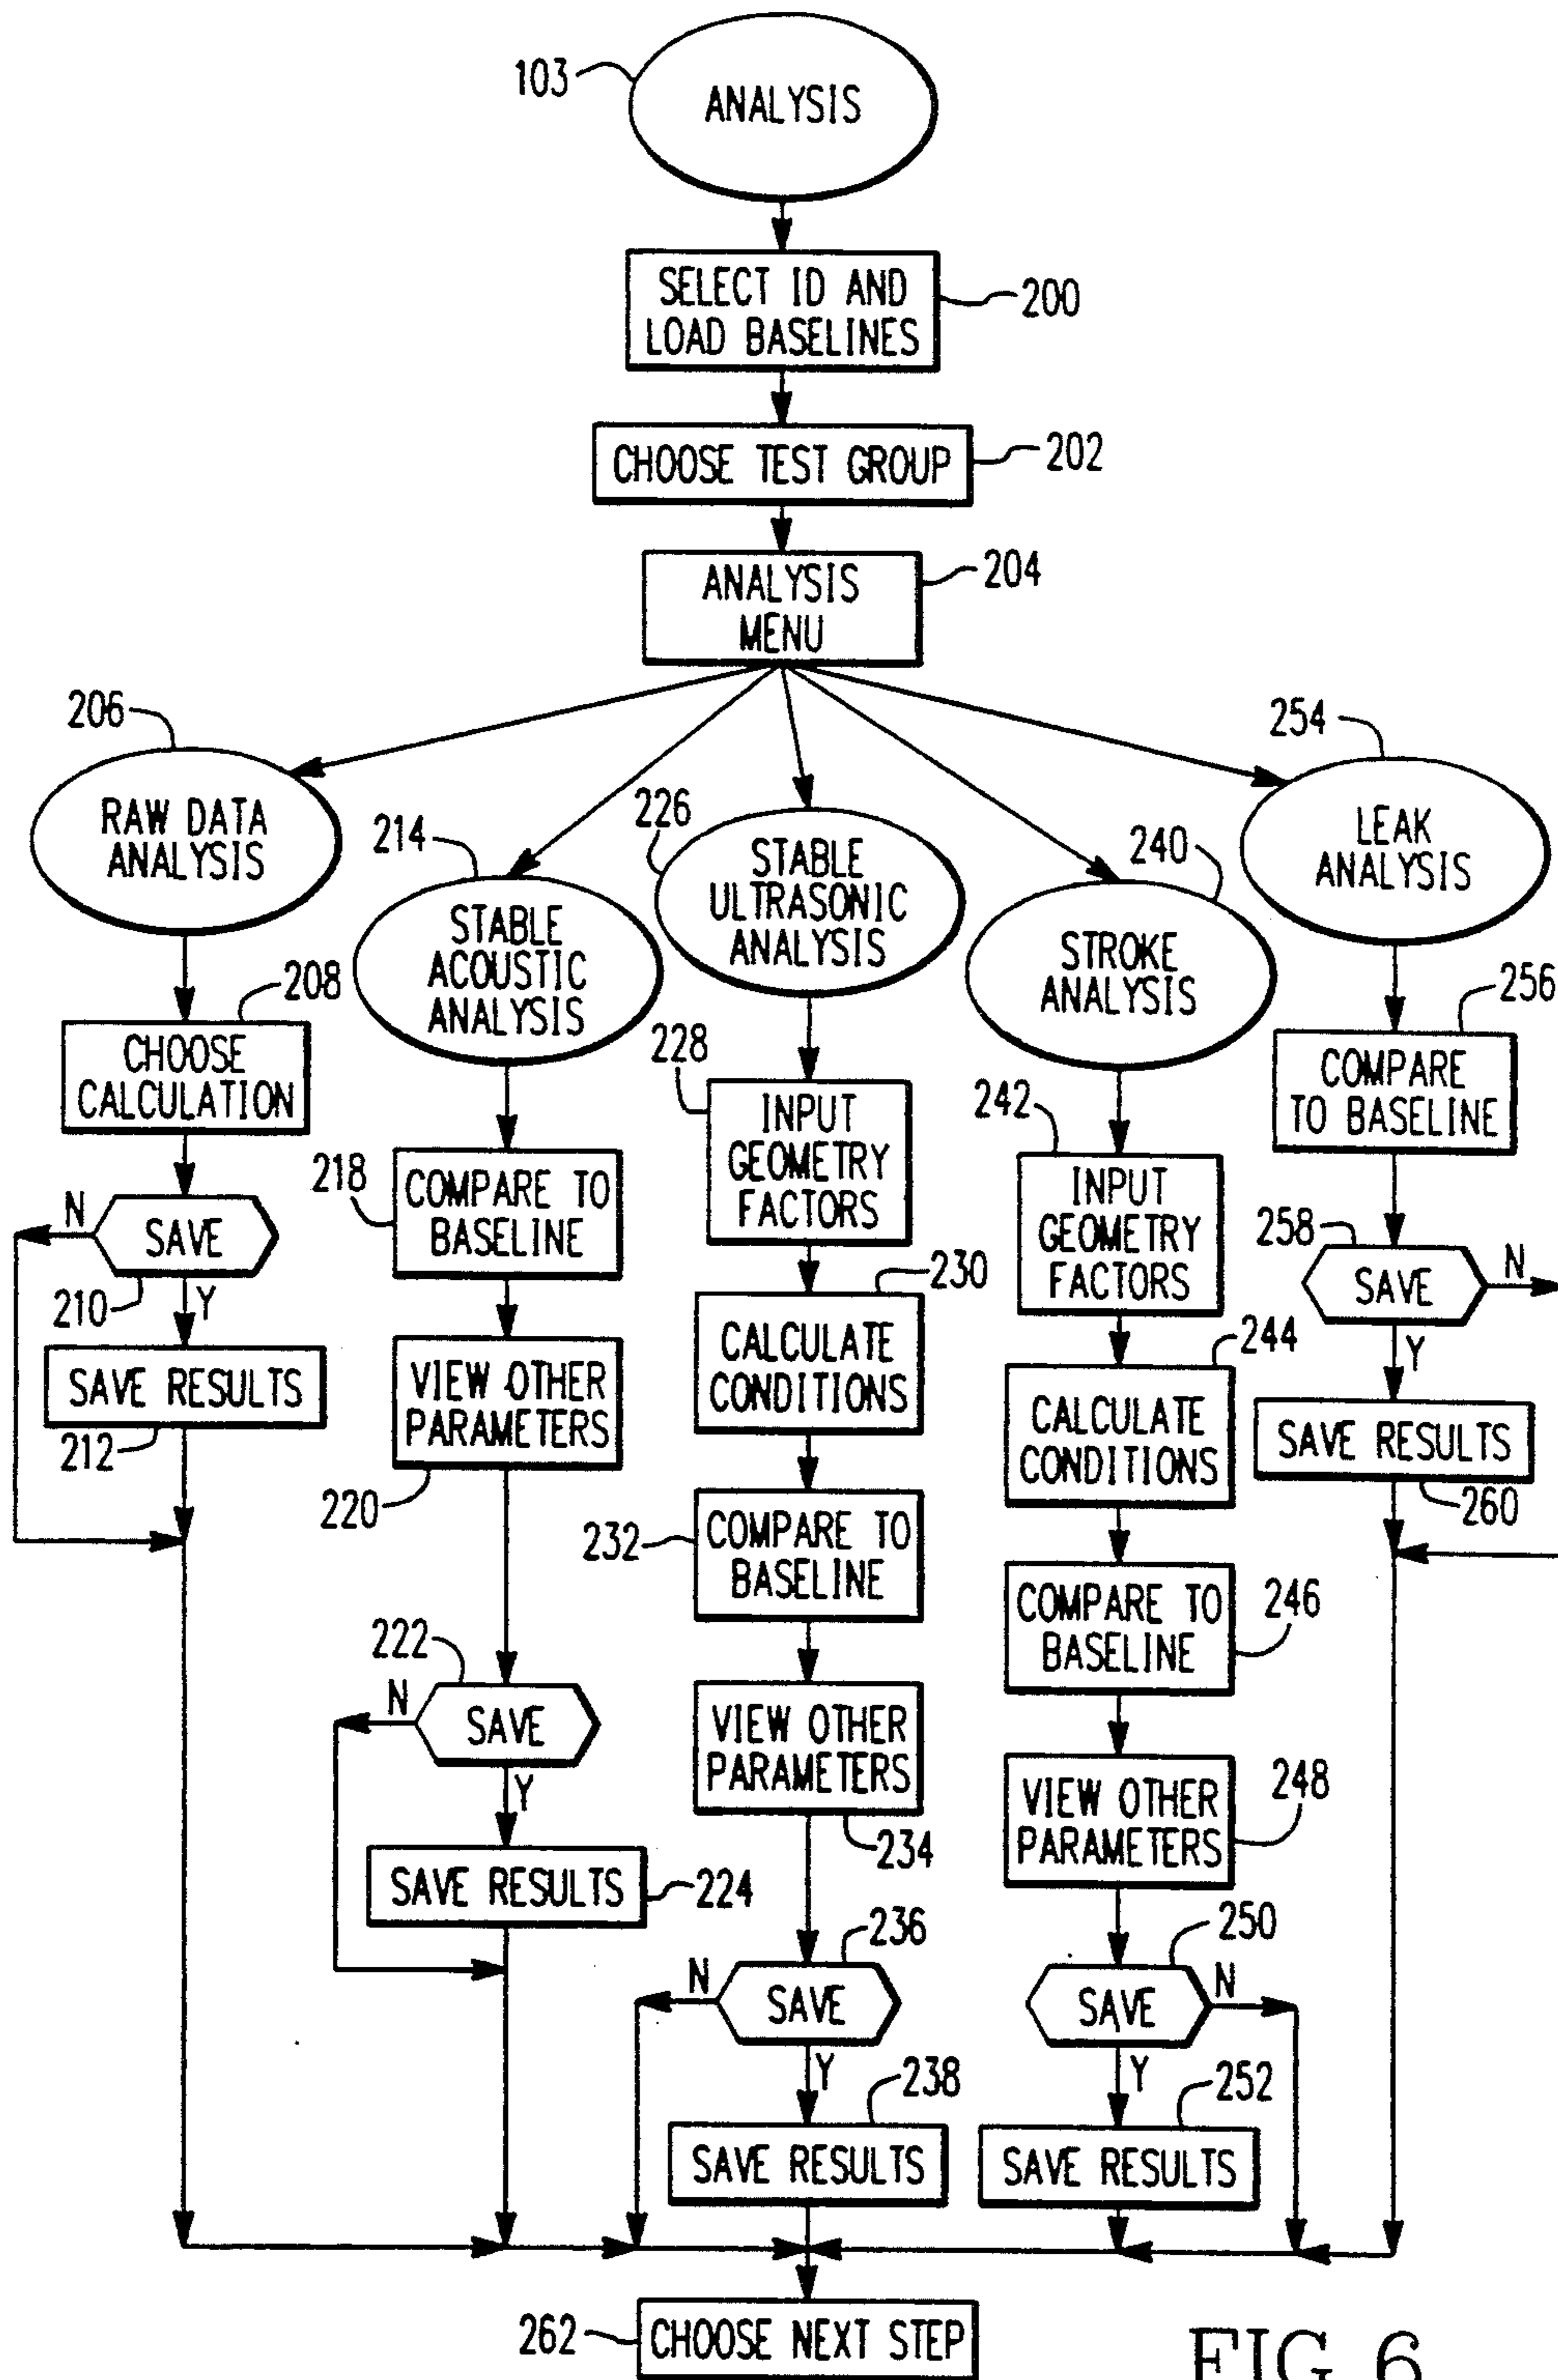 103
ANALYSIS
SELECT ID AND
LOAD BASELINES
200
CHOOSE TEST GROUP
202
ANALYSIS
MENU
204
206
RAW DATA
ANALYSIS
208
CHOOSE
CALCULATION
N
SAVE
210
Y
SAVE RESULTS
212
214
STABLE
ACOUSTIC
ANALYSIS
218
COMPARE TO
BASELINE
VIEW OTHER
PARAMETERS
220
222
N
SAVE
Y
SAVE RESULTS
224
226
STABLE
ULTRASONIC
ANALYSIS
228
INPUT
GEOMETRY
FACTORS
230
CALCULATE
CONDITIONS
232
COMPARE TO
BASELINE
VIEW OTHER
PARAMETERS
234
236
N
SAVE
Y
238
SAVE RESULTS
240
STROKE
ANALYSIS
242
INPUT
GEOMETRY
FACTORS
244
CALCULATE
CONDITIONS
COMPARE TO
BASELINE
246
VIEW OTHER
PARAMETERS
248
250
SAVE
N
Y
252
SAVE RESULTS
254
LEAK
ANALYSIS
256
COMPARE
TO BASELINE
258
SAVE
N
Y
SAVE RESULTS
260
262
CHOOSE NEXT STEP
FIG. 6